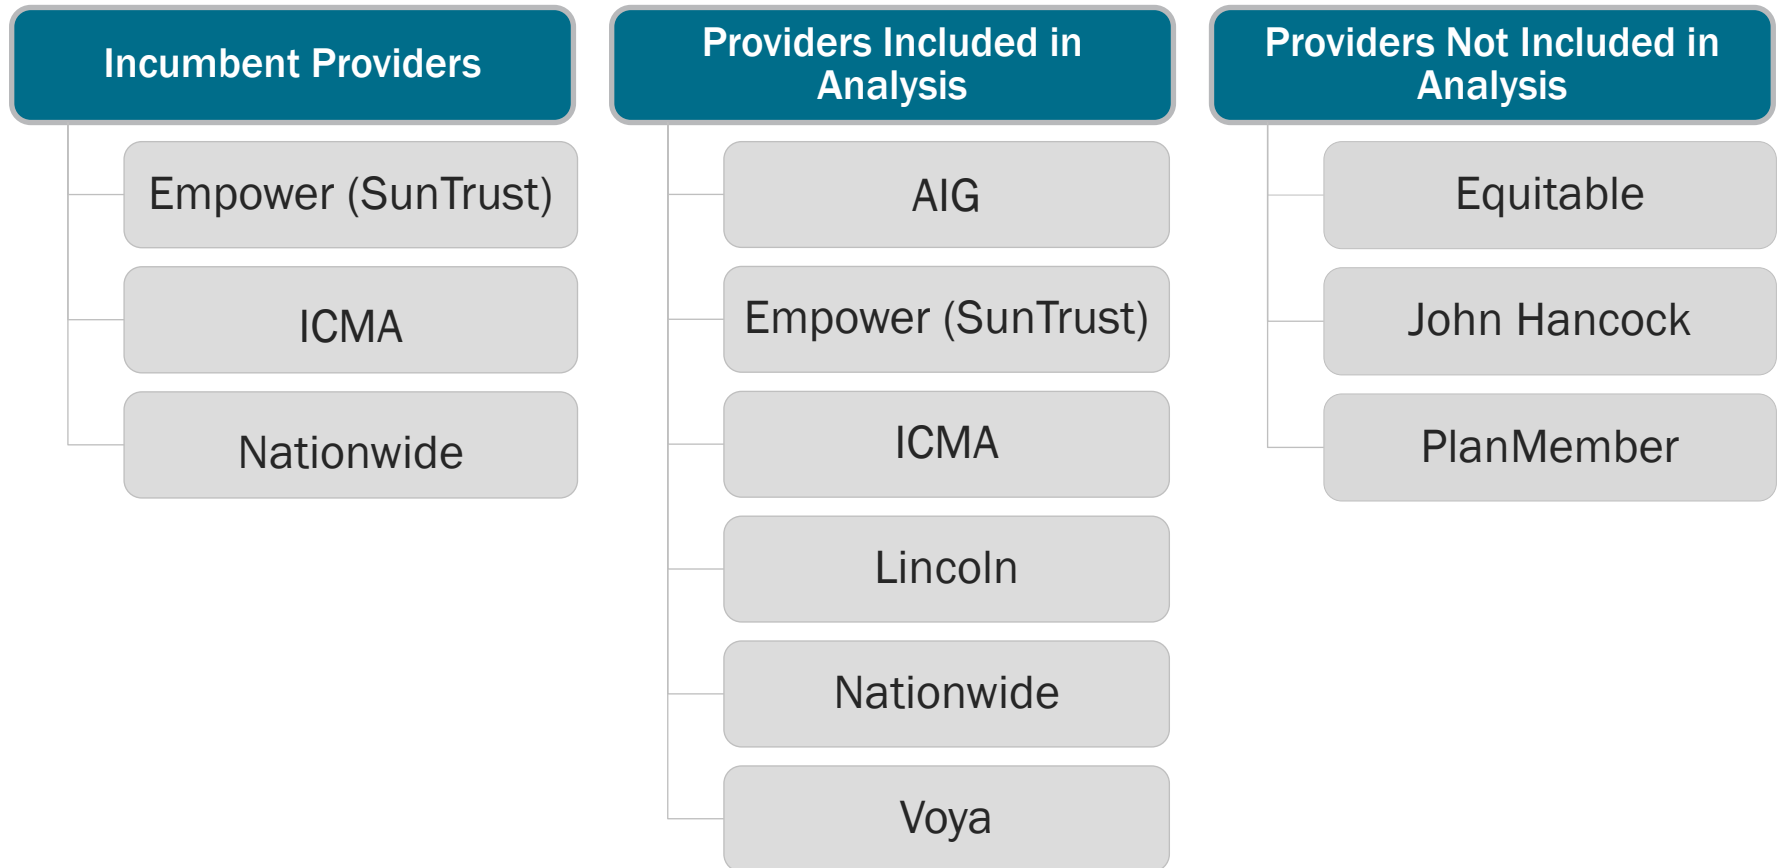 Incumbent Providers
Empower (SunTrust)
ICMA
Nationwide
Providers Included in
Analysis
AIG
Empower (SunTrust)
ICMA
Lincoln
Nationwide
Voya
Providers Not Included in
Analysis
Equitable
John Hancock
PlanMember